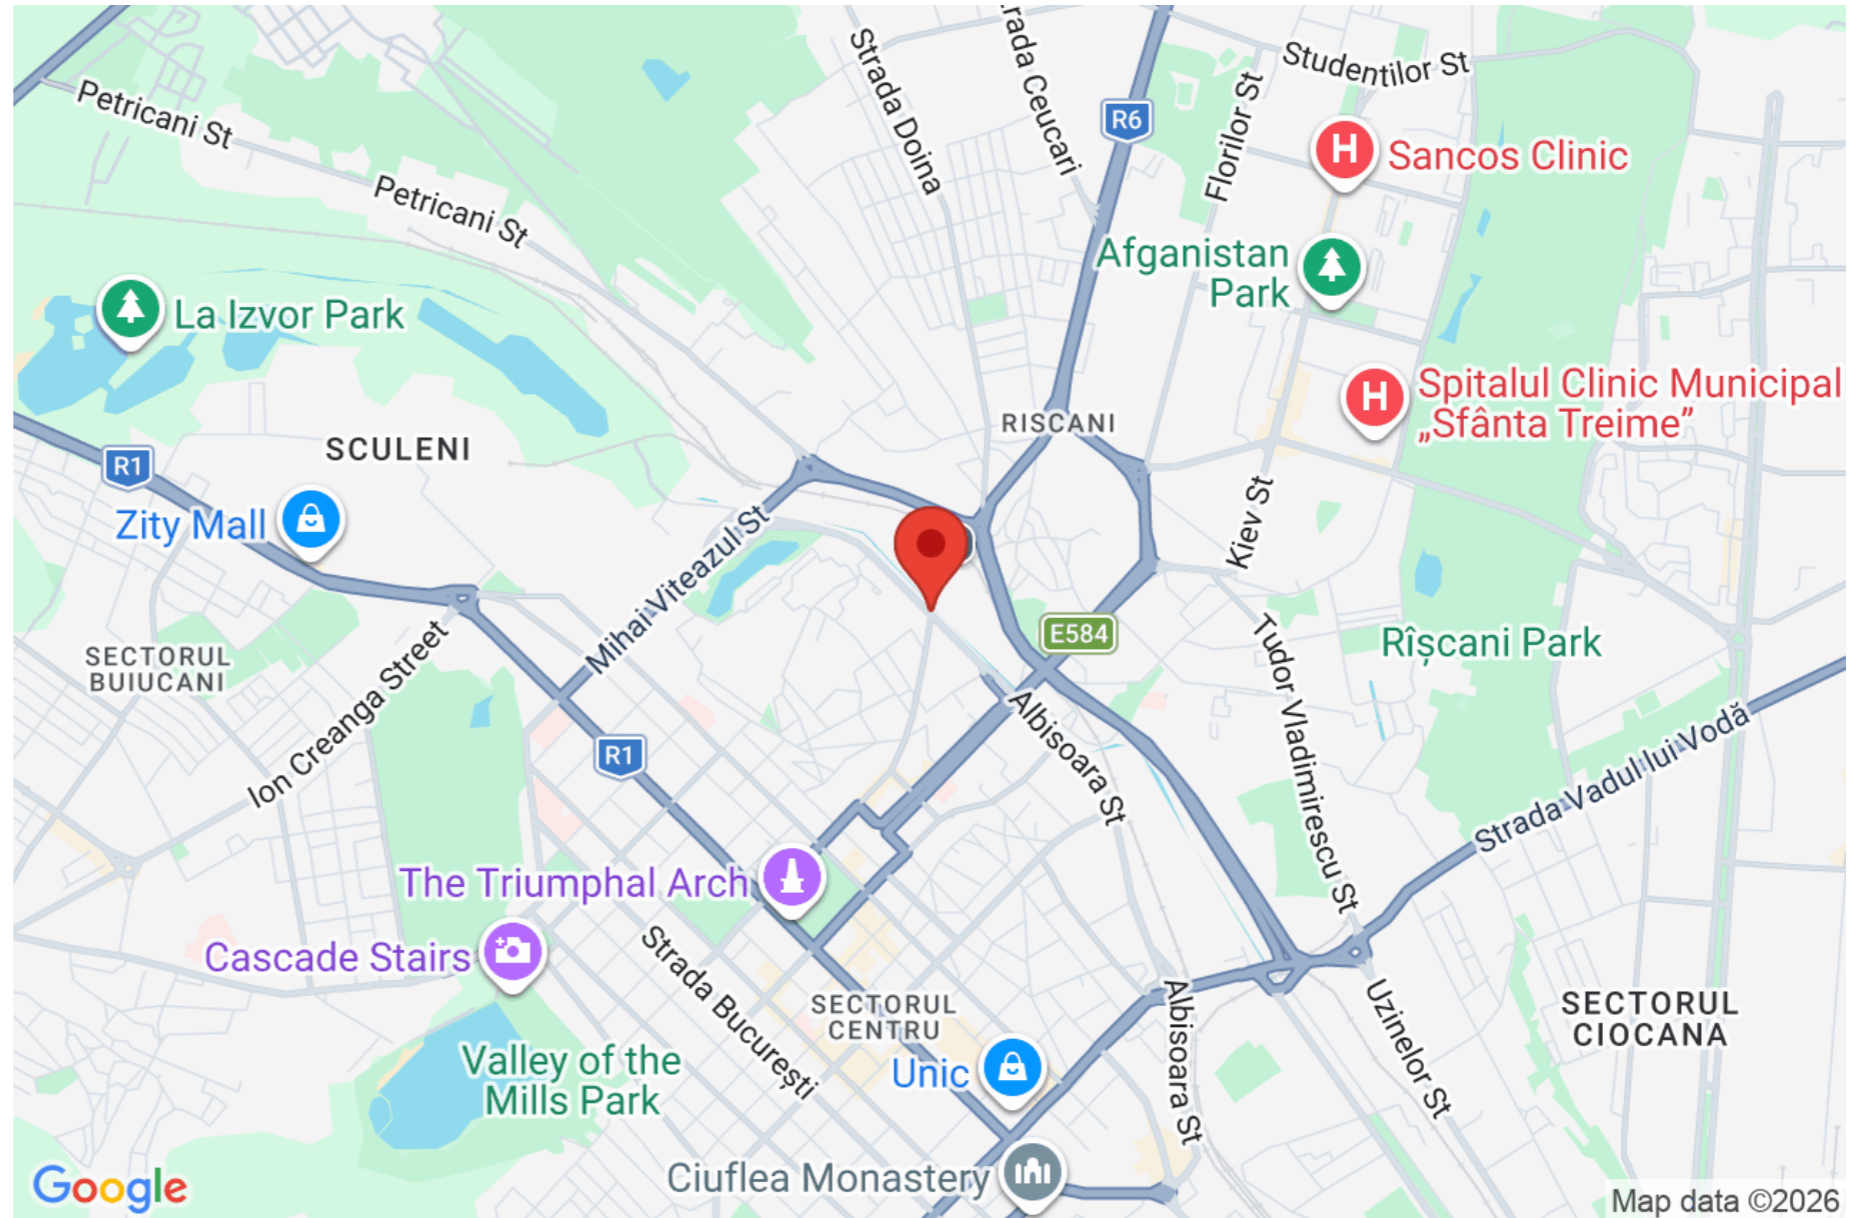 Strada Doina
rada Ceucari
Studentilor St
Petricani St
R6
Florilor St
H
Sancos Clinic
Petricani St
Afganistan
Park
La Izvor Park
H
Spitalul Clinic Municipal
„Sfânta Treime”
RISCANI
SCULENI
R1
Zity Mall
Kiev St
Mihai Viteazul St
E584
Rîșcani Park
SECTORUL
BUIUCANI
Ion Creanga Street
Tudor Vladimirescu St
R1
Albisoara St
Strada Vadul lui Vodă
The Triumphal Arch
Cascade Stairs
Strada București
SECTORUL
CENTRU
Albisoara St
Uzinelor St
SECTORUL
CIOCANA
Valley of the
Mills Park
Unic
Ciuflea Monastery
Google
Map data ©2026